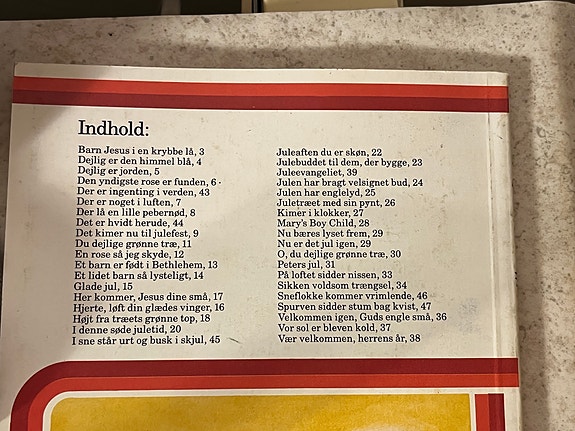 Indhold:
Barn Jesus i en krybbe lå, 3
Dejlig er den himmel blå, 4
Dejlig er jorden, 5
Den yndigste rose er funden, 6
Der er ingenting i verden, 43
Der er noget i luften, 7
Der lå en lille pebernød, 8
Det er hvidt herude, 44
Det kimer nu til julefest, 9
Du dejlige grønne træ, 11
En rose så jeg skyde, 12
Et barn er født i Bethlehem, 13
Et lidet barn så lysteligt, 14
Glade jul, 15
Her kommer, Jesus dine små, 17
Hjerte, løft din glædes vinger, 16
Højt fra træets grønne top, 18
I denne søde juletid, 20
I sne står urt og busk i skjul, 45
Juleaften du er skøn, 22
Julebuddet til dem, der bygge, 23
Juleevangeliet, 39
Julen har bragt velsignet bud, 24
Julen har englelyd, 25
Juletræet med sin pynt, 26
Kimer i klokker, 27
Mary's Boy Child, 28
Nu bæres lyset frem, 29
Nu er det jul igen, 29
O, du dejlige grønne træ, 30
Peters jul, 31
På loftet sidder nissen, 33
Sikken voldsom trængsel, 34
Sneflokke kommer vrimlende, 46
Spurven sidder stum bag kvist, 47
Velkommen igen, Guds engle små, 36
Vor sol er bleven kold, 37
Vær velkommen, herrens år, 38